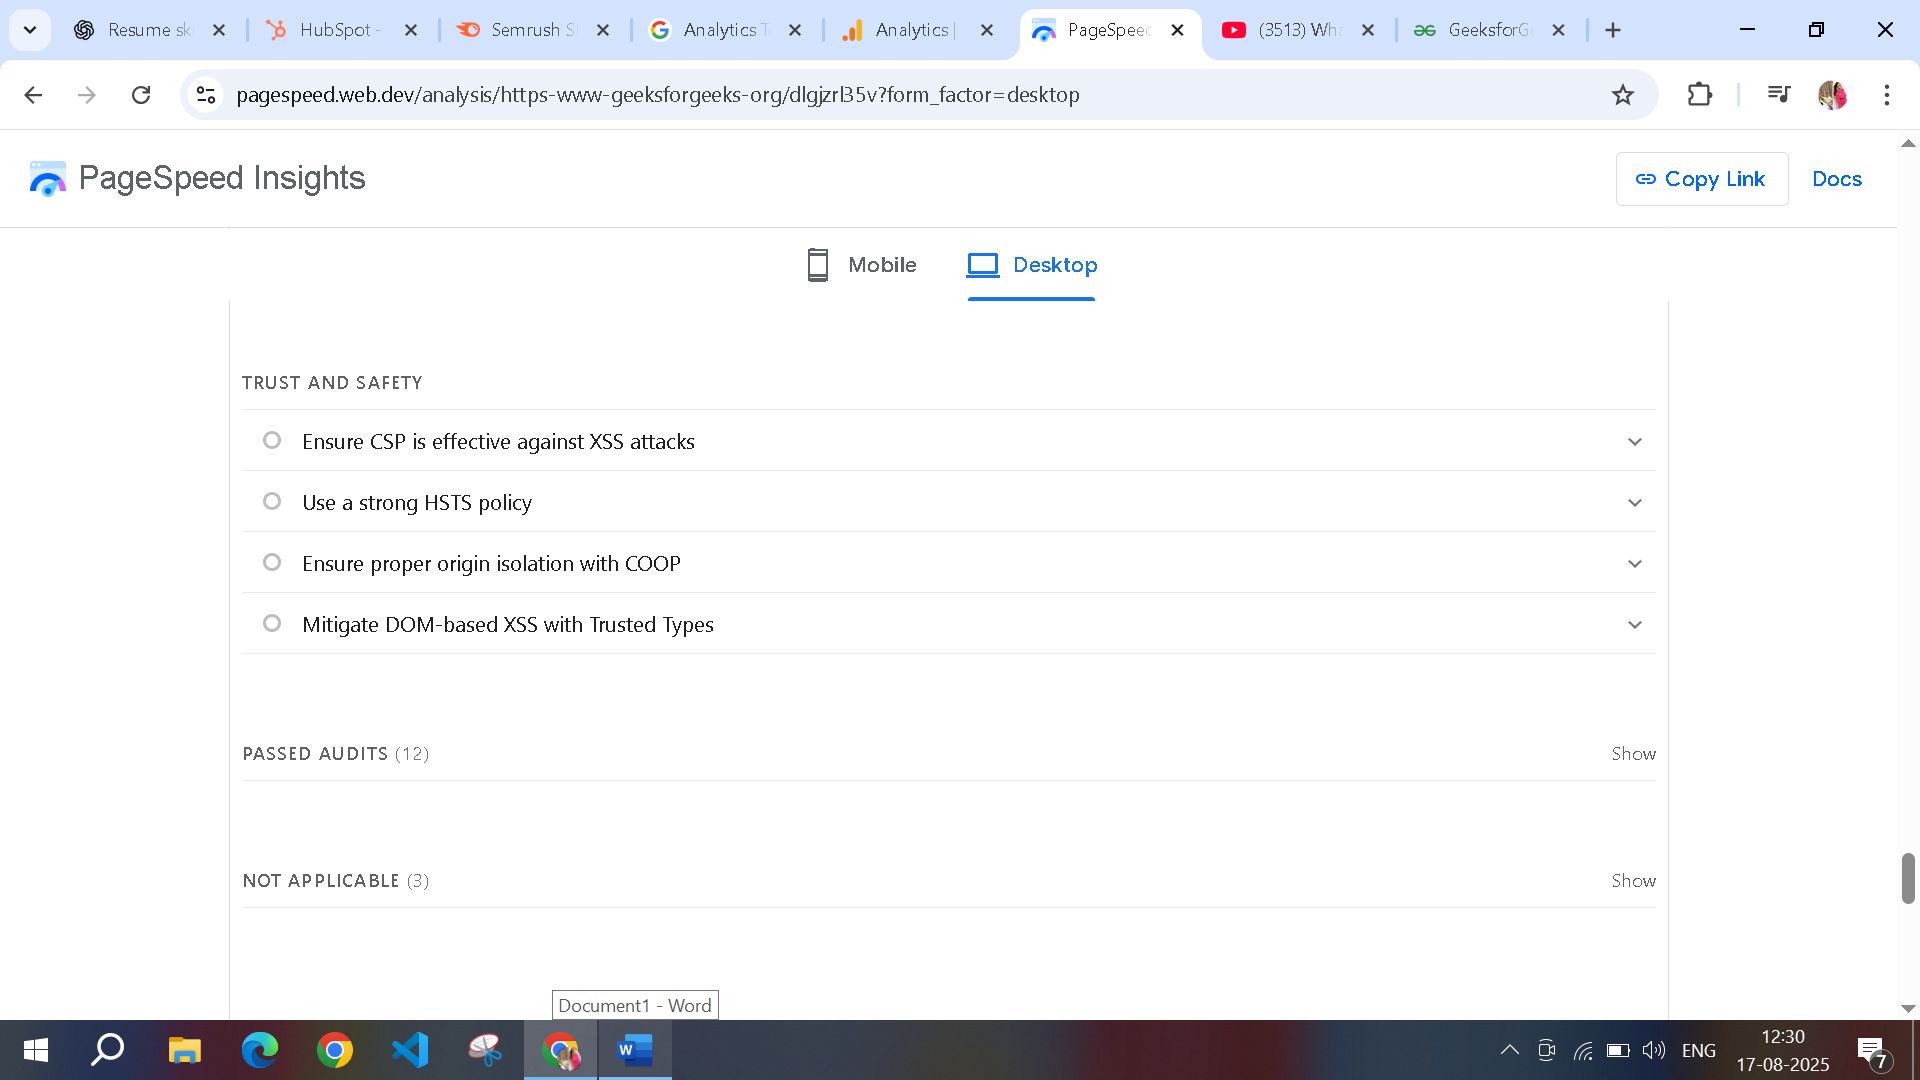 Resume sk
HubSpot -
Semrush S
Analytics T
Analytics |
PageSpeed
(3513) Wha
GeeksforG
pagespeed.web.dev/analysis/https-www-geeksforgeeks-org/dlgjzrl35v?form_factor=desktop
PageSpeed Insights
Copy Link
Docs
Mobile
Desktop
TRUST AND SAFETY
Ensure CSP is effective against XSS attacks
Use a strong HSTS policy
Ensure proper origin isolation with COOP
Mitigate DOM-based XSS with Trusted Types
PASSED AUDITS (12)
Show
NOT APPLICABLE (3)
Show
Document1 - Word
ENG
12:30
17-08-2025
7